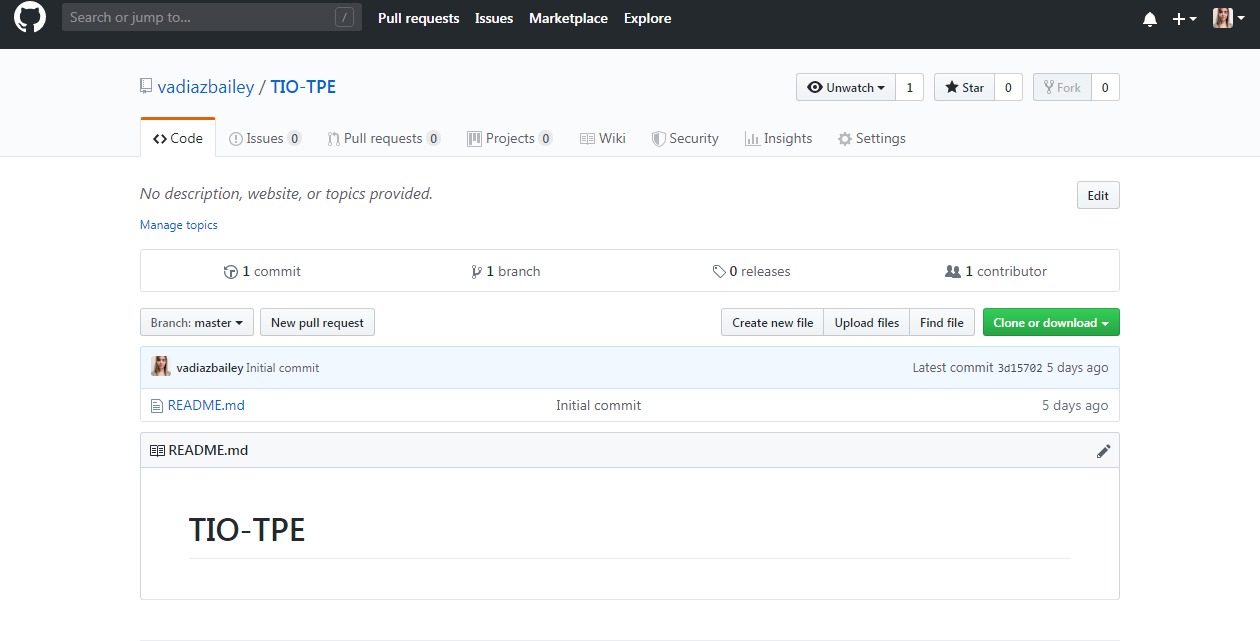 Search or jump to... / Pull requests Issues Marketplace Explore
vadiazbailey / TIO-TPE Unwatch 1 Star 0 Fork 0
Code Issues 0 Pull requests 0 Projects 0 Wiki Security Insights Settings
No description, website, or topics provided. Edit
Manage topics
1 commit 1 branch 0 releases 1 contributor
Branch: master New pull request Create new file Upload files Find file Clone or download
vadiazbailey Initial commit Latest commit 3d15702 5 days ago
README.md Initial commit 5 days ago
README.md
TIO-TPE